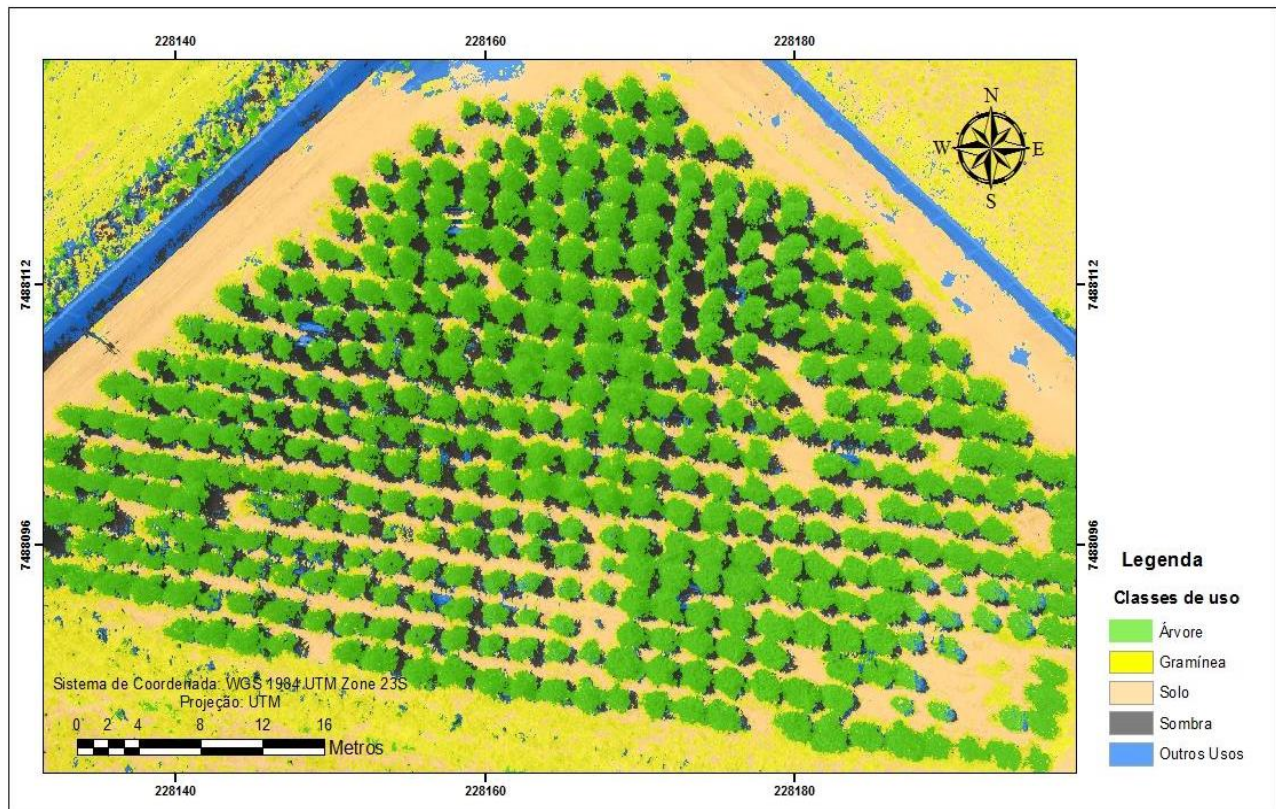 228140 228160 228180
N
W E
S
7488112 7488112
7488096 7488096
Legenda
Classes de uso
Árvore
Gramínea
Solo
Sombra
Outros Usos
Sistema de Coordenada: WGS 1984 UTM Zone 23S
Projeção: UTM
0 2 4 8 12 16
Metros
228140 228160 228180